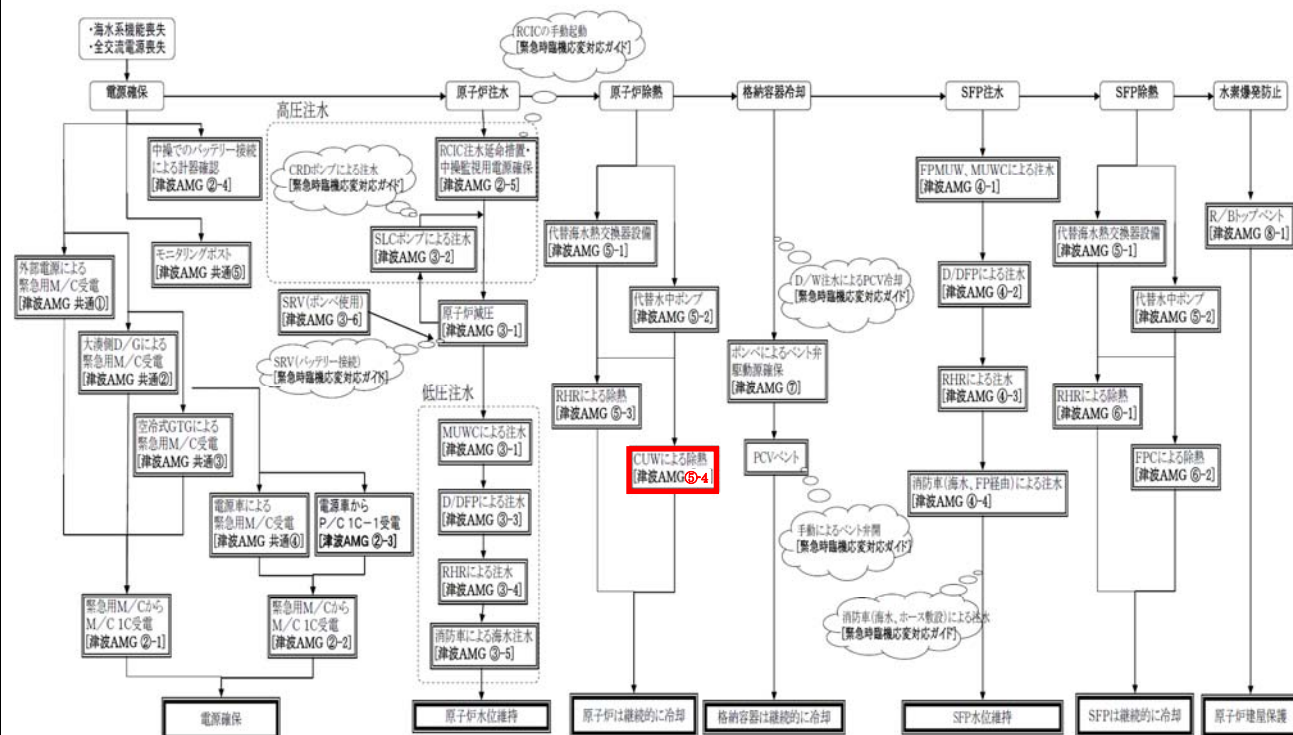 ・海水系機能喪失
・全交流電源喪失
電源確保
原子炉注水
原子炉除熱
格納容器冷却
SFP注水
SFP除熱
水素爆発防止
RCICの手動起動
[緊急時臨機応変対応ガイド]
高圧注水
中操でのバッテリー接続
による計器確認
[津波AMG ②-4]
モニタリングポスト
[津波AMG 共通⑤]
外部電源による
緊急用M/C受電
[津波AMG 共通①]
大湊側D/Gによる
緊急用M/C受電
[津波AMG 共通②]
空冷式GTGによる
緊急用M/C受電
[津波AMG 共通③]
電源車による
緊急用M/C受電
[津波AMG 共通④]
電源車から
P/C 1C-1受電
[津波AMG ②-3]
緊急用M/Cから
M/C 1C受電
[津波AMG ②-1]
緊急用M/Cから
M/C 1C受電
[津波AMG ②-2]
電源確保
CRDポンプによる注水
[緊急時臨機応変対応ガイド]
RCIC注水延命措置・
中操監視用電源確保
[津波AMG ②-5]
SLCポンプによる注水
[津波AMG ③-2]
SRV(ボンベ使用)
[津波AMG ③-6]
原子炉減圧
[津波AMG ③-1]
SRV(バッテリー接続)
[緊急時臨機応変対応ガイド]
低圧注水
MUWCによる注水
[津波AMG ③-1]
D/DFPによる注水
[津波AMG ③-3]
RHRによる注水
[津波AMG ③-4]
消防車による海水注水
[津波AMG ③-5]
原子炉水位維持
代替海水熱交換器設備
[津波AMG ⑤-1]
代替水中ポンプ
[津波AMG ⑤-2]
RHRによる除熱
[津波AMG ⑤-3]
CUWによる除熱
[津波AMG⑤-4]
原子炉は継続的に冷却
D/W注水によるPCV冷却
[緊急時臨機応変対応ガイド]
ボンベによるベント弁
駆動源確保
[津波AMG ⑦]
PCVベント
手動によるベント弁開
[緊急時臨機応変対応ガイド]
格納容器は継続的に冷却
FPMUW、MUWCによる注水
[津波AMG ④-1]
D/DFPによる注水
[津波AMG ④-2]
RHRによる注水
[津波AMG ④-3]
消防車(海水、FP経由)による注水
[津波AMG ④-4]
消防車(海水、ホース敷設)による注水
[緊急時臨機応変対応ガイド]
SFP水位維持
代替海水熱交換器設備
[津波AMG ⑤-1]
代替水中ポンプ
[津波AMG ⑤-2]
RHRによる除熱
[津波AMG ⑥-1]
FPCによる除熱
[津波AMG ⑥-2]
SFPは継続的に冷却
R/Bトップベント
[津波AMG ⑧-1]
原子炉建屋保護